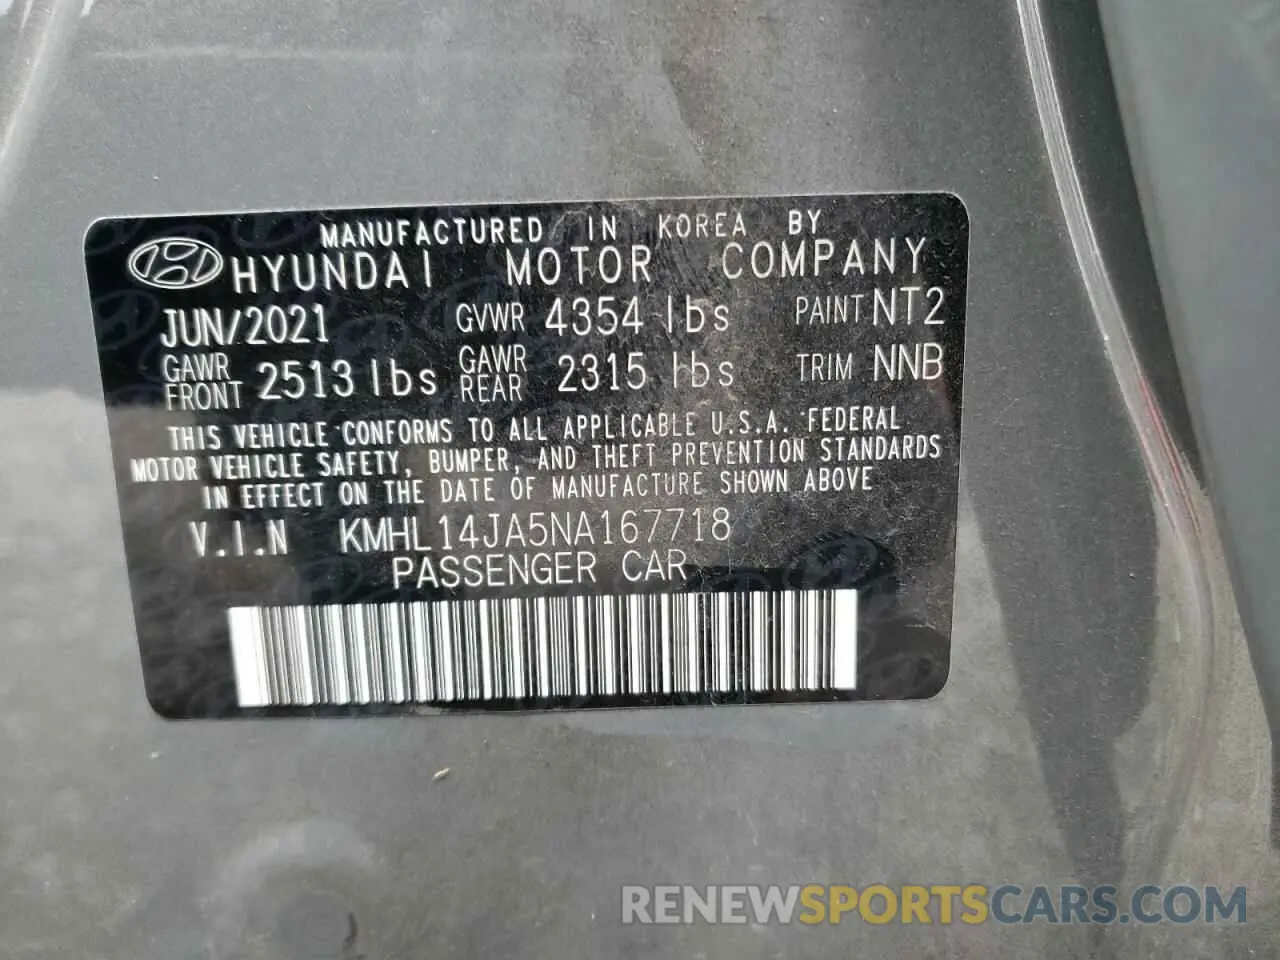 MANUFACTURED IN KOREA BY
HYUNDAI MOTOR COMPANY
JUN/2021 GVWR 4354 lbs PAINT NT2
GAWR FRONT 2513 lbs GAWR REAR 2315 lbs TRIM NNB
THIS VEHICLE CONFORMS TO ALL APPLICABLE U.S.A. FEDERAL
MOTOR VEHICLE SAFETY, BUMPER, AND THEFT PREVENTION STANDARDS
IN EFFECT ON THE DATE OF MANUFACTURE SHOWN ABOVE
V.I.N KMHL14JA5NA167718
PASSENGER CAR
RENEWSPORTSCARS.COM